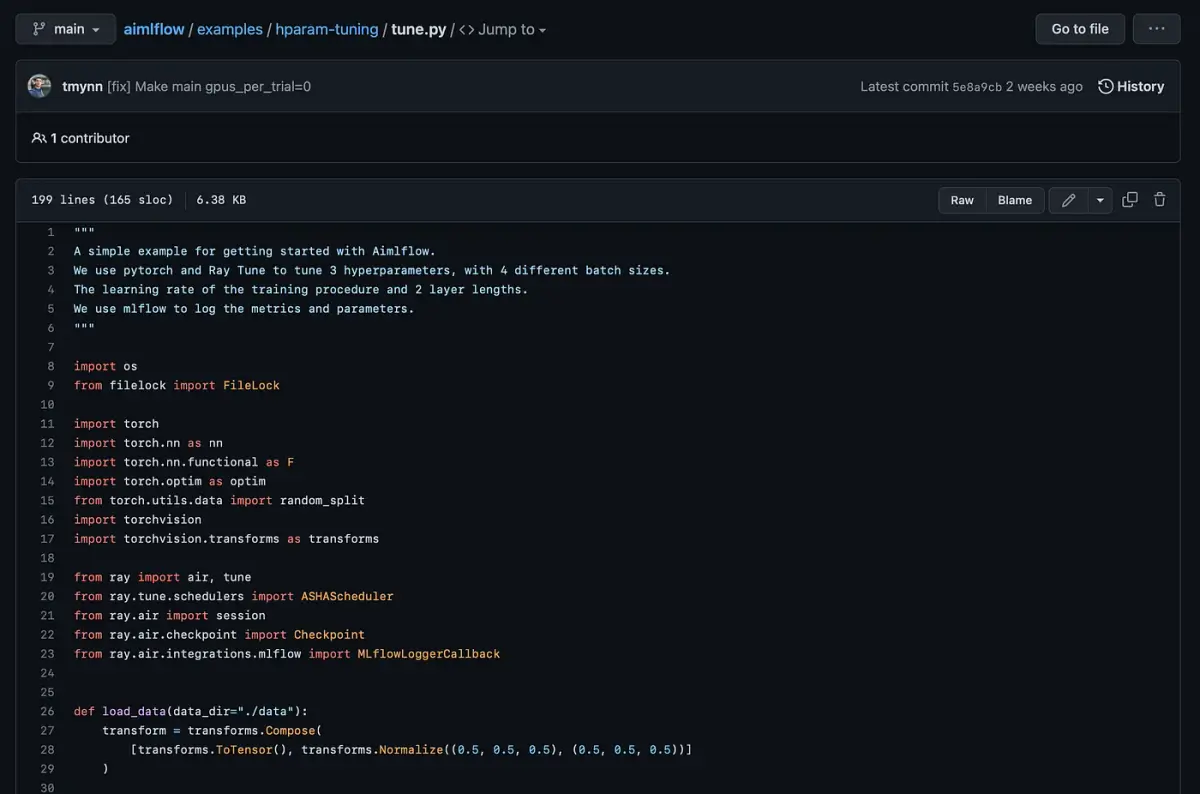 main aimlflow / examples / hparam-tuning / tune.py / <> Jump to Go to file ...
tmynn [fix] Make main gpus_per_trial=0 Latest commit 5e8a9cb 2 weeks ago History
1 contributor
199 lines (165 sloc) 6.38 KB Raw Blame
1 """
2 A simple example for getting started with Aimlflow.
3 We use pytorch and Ray Tune to tune 3 hyperparameters, with 4 different batch sizes.
4 The learning rate of the training procedure and 2 layer lengths.
5 We use mlflow to log the metrics and parameters.
6 """
7
8 import os
9 from filelock import FileLock
10
11 import torch
12 import torch.nn as nn
13 import torch.nn.functional as F
14 import torch.optim as optim
15 from torch.utils.data import random_split
16 import torchvision
17 import torchvision.transforms as transforms
18
19 from ray import air, tune
20 from ray.tune.schedulers import ASHAScheduler
21 from ray.air import session
22 from ray.air.checkpoint import Checkpoint
23 from ray.air.integrations.mlflow import MLflowLoggerCallback
24
25
26 def load_data(data_dir="./data"):
27     transform = transforms.Compose(
28         [transforms.ToTensor(), transforms.Normalize((0.5, 0.5, 0.5), (0.5, 0.5, 0.5))]
29     )
30